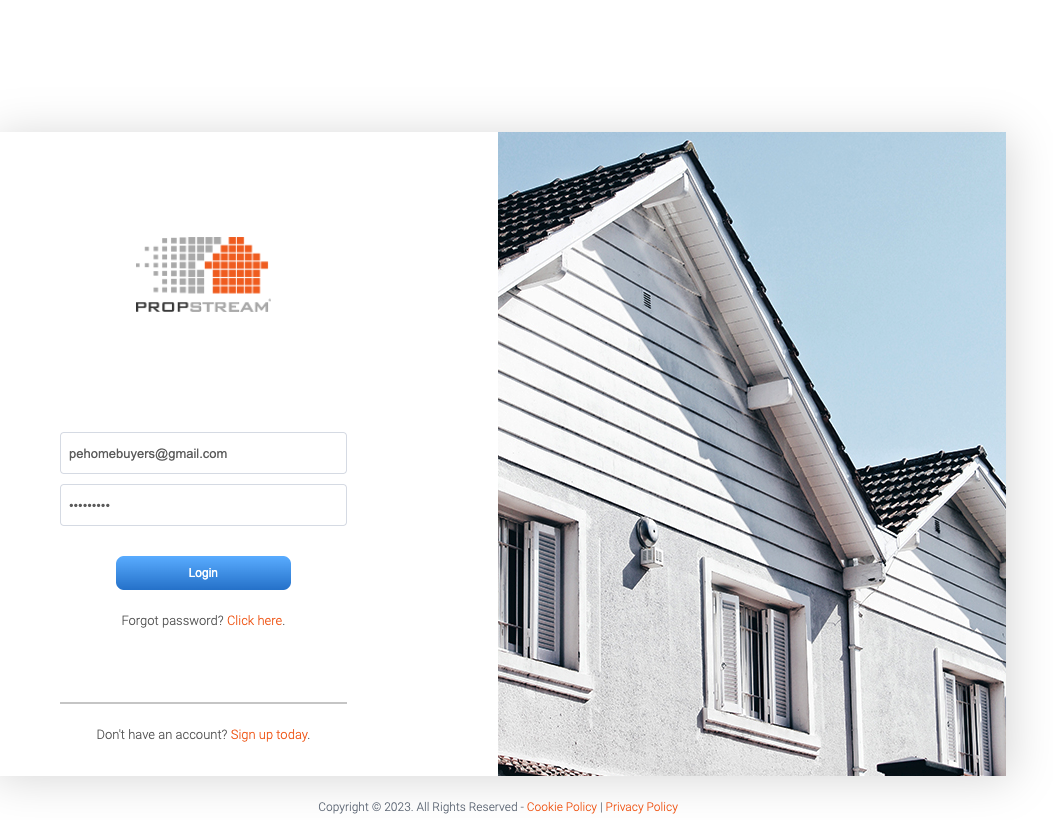 PROPSTREAM
pehomebuyers@gmail.com
•••••••••
Login
Forgot password? Click here.
Don't have an account? Sign up today.
Copyright © 2023. All Rights Reserved - Cookie Policy | Privacy Policy